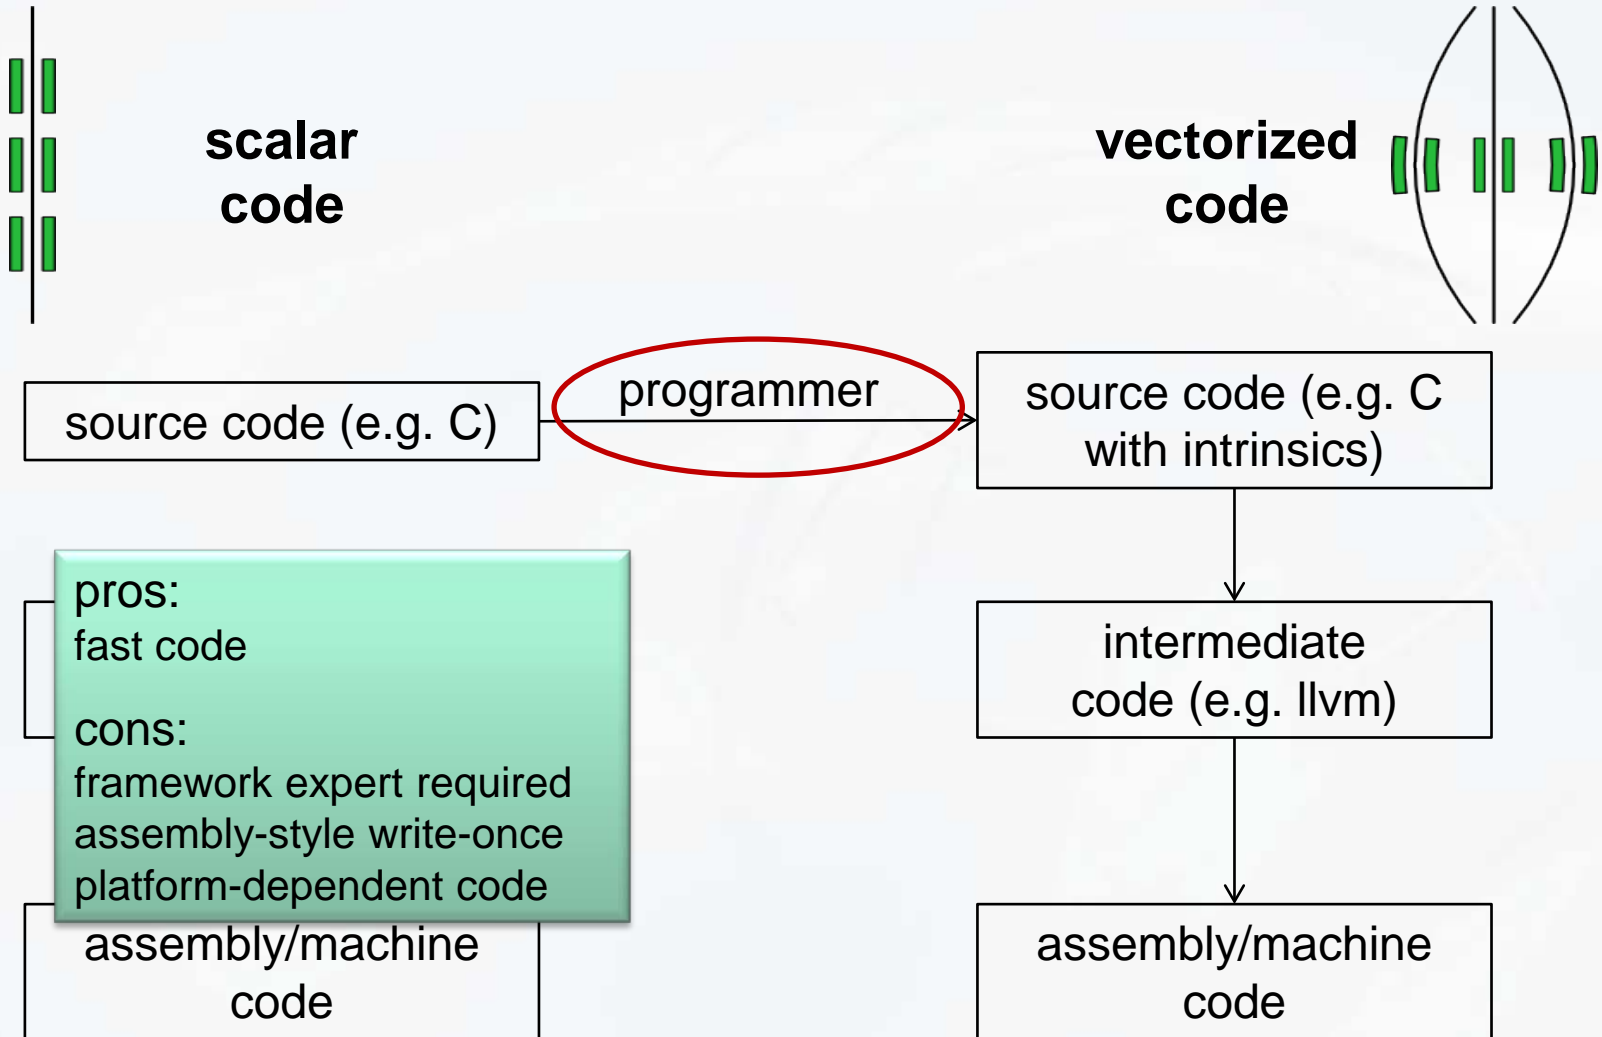 scalar
code
vectorized
code
source code (e.g. C)
programmer
source code (e.g. C
with intrinsics)
pros:
fast code
cons:
framework expert required
assembly-style write-once
platform-dependent code
intermediate
code (e.g. llvm)
assembly/machine
code
assembly/machine
code